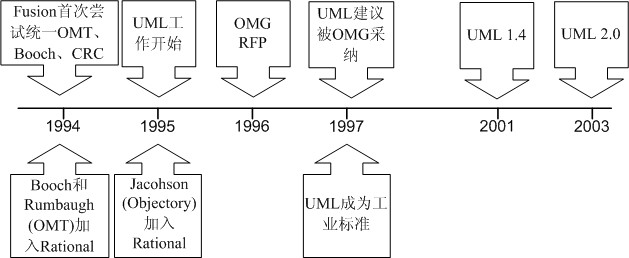 Fusion首次尝
试统一OMT、
Booch、CRC
UML工
作开始
OMG
RFP
UML建议
被OMG采
纳
UML 1.4
UML 2.0
1994
1995
1996
1997
2001
2003
Booch和
Rumbaugh
(OMT)加
入Rational
Jacohson
(Objectory)
加入
Rational
UML成为工
业标准